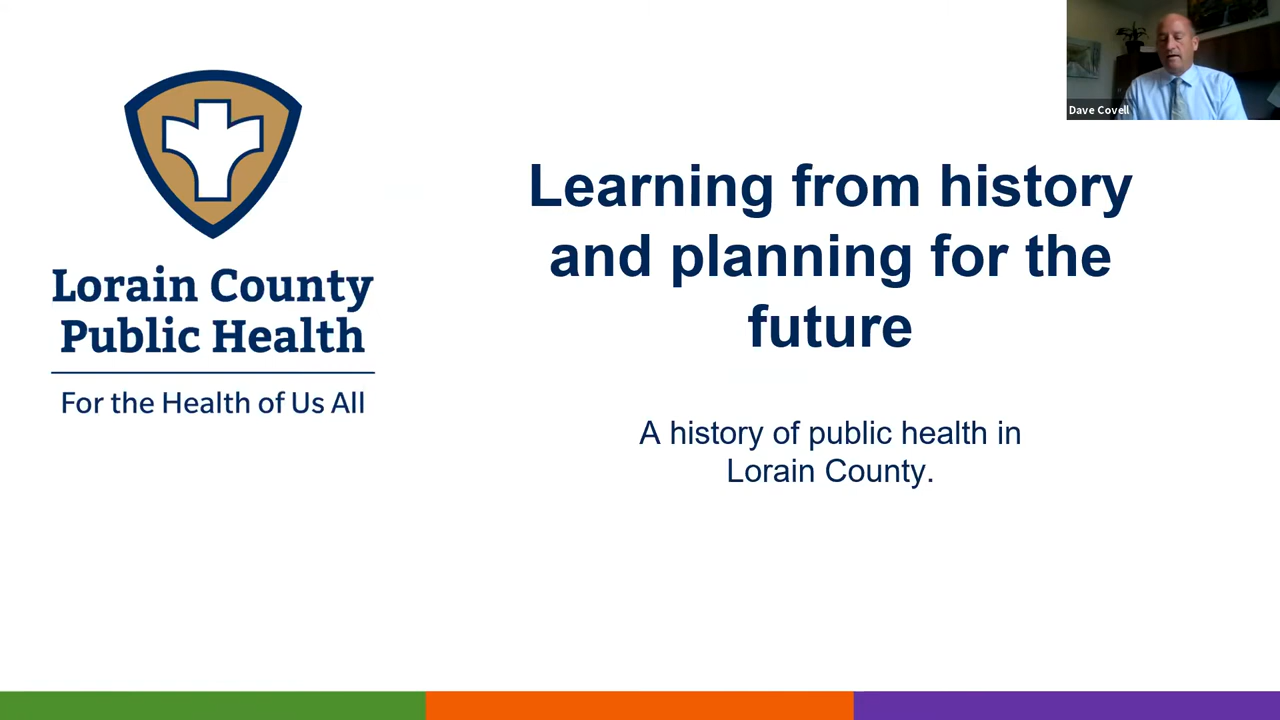 Dave Covell
Lorain County
Public Health
For the Health of Us All
Learning from history
and planning for the
future
A history of public health in
Lorain County.